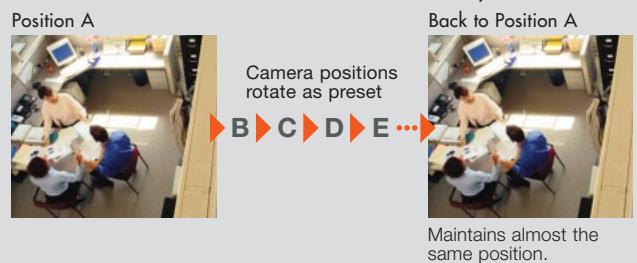 Position A
Back to Position A
Camera positions
rotate as preset
B C D E
Maintains almost the
same position.